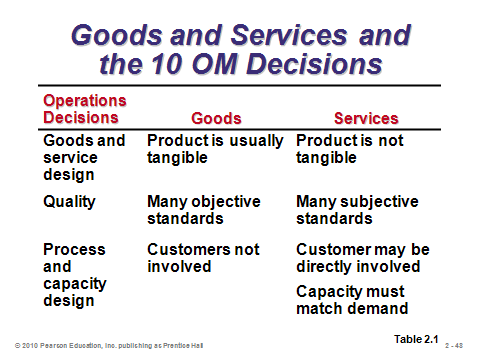 Goods and Services and
the 10 OM Decisions
Operations
Decisions
Goods
Services
Goods and
service
design
Product is usually
tangible
Product is not
tangible
Quality
Many objective
standards
Many subjective
standards
Process
and
capacity
design
Customers not
involved
Customer may be
directly involved
Capacity must
match demand
Table 2.1
© 2010 Pearson Education, Inc. publishing as Prentice Hall
2 - 48